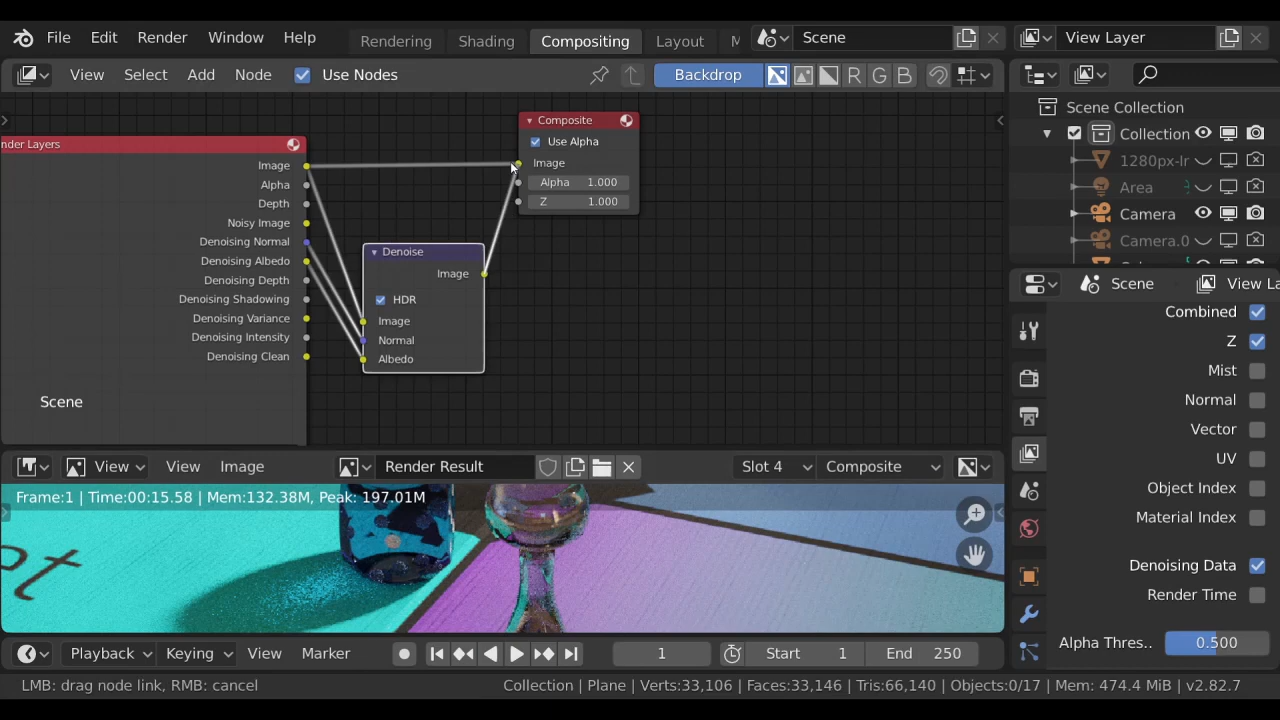 File Edit Render Window Help Rendering Shading Compositing Layout M Scene View Layer
View Select Add Node Use Nodes Backdrop R G B
nder Layers
Image
Alpha
Depth
Noisy Image
Denoising Normal
Denoising Albedo
Denoising Depth
Denoising Shadowing
Denoising Variance
Denoising Intensity
Denoising Clean
Scene
Denoise
Image
HDR
Image
Normal
Albedo
Composite
Use Alpha
Image
Alpha 1.000
Z 1.000
Scene Collection
Collection
1280px-Ir
Area
Camera
Camera.0
Scene View La
Combined
Z
Mist
Normal
Vector
UV
Object Index
Material Index
Denoising Data
Render Time
Alpha Thres.. 0.500
View View Image Render Result Slot 4 Composite
Frame:1 | Time:00:15.58 | Mem:132.38M, Peak: 197.01M
pt
Playback Keying View Marker 1 Start 1 End 250
LMB: drag node link, RMB: cancel Collection | Plane | Verts:33,106 | Faces:33,146 | Tris:66,140 | Objects:0/17 | Mem: 474.4 MiB | v2.82.7